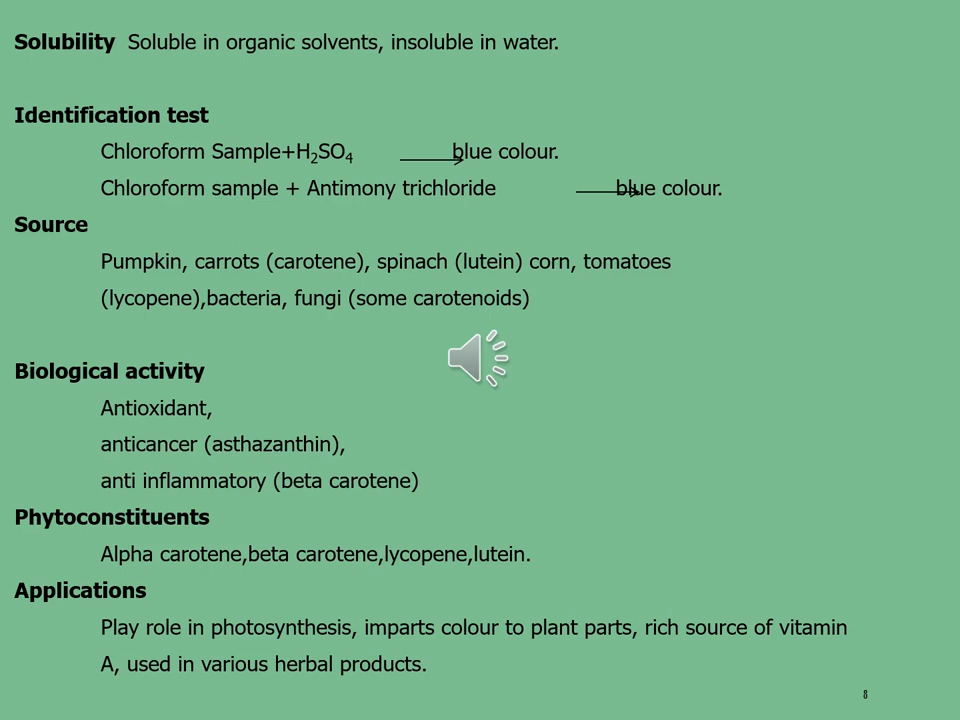 Solubility Soluble in organic solvents, insoluble in water.
Identification test
Chloroform Sample+H₂SO₄ blue colour.
Chloroform sample + Antimony trichloride blue colour.
Source
Pumpkin, carrots (carotene), spinach (lutein) corn, tomatoes
(lycopene),bacteria, fungi (some carotenoids)
Biological activity
Antioxidant,
anticancer (asthazanthin),
anti inflammatory (beta carotene)
Phytoconstituents
Alpha carotene,beta carotene,lycopene,lutein.
Applications
Play role in photosynthesis, imparts colour to plant parts, rich source of vitamin
A, used in various herbal products.
8